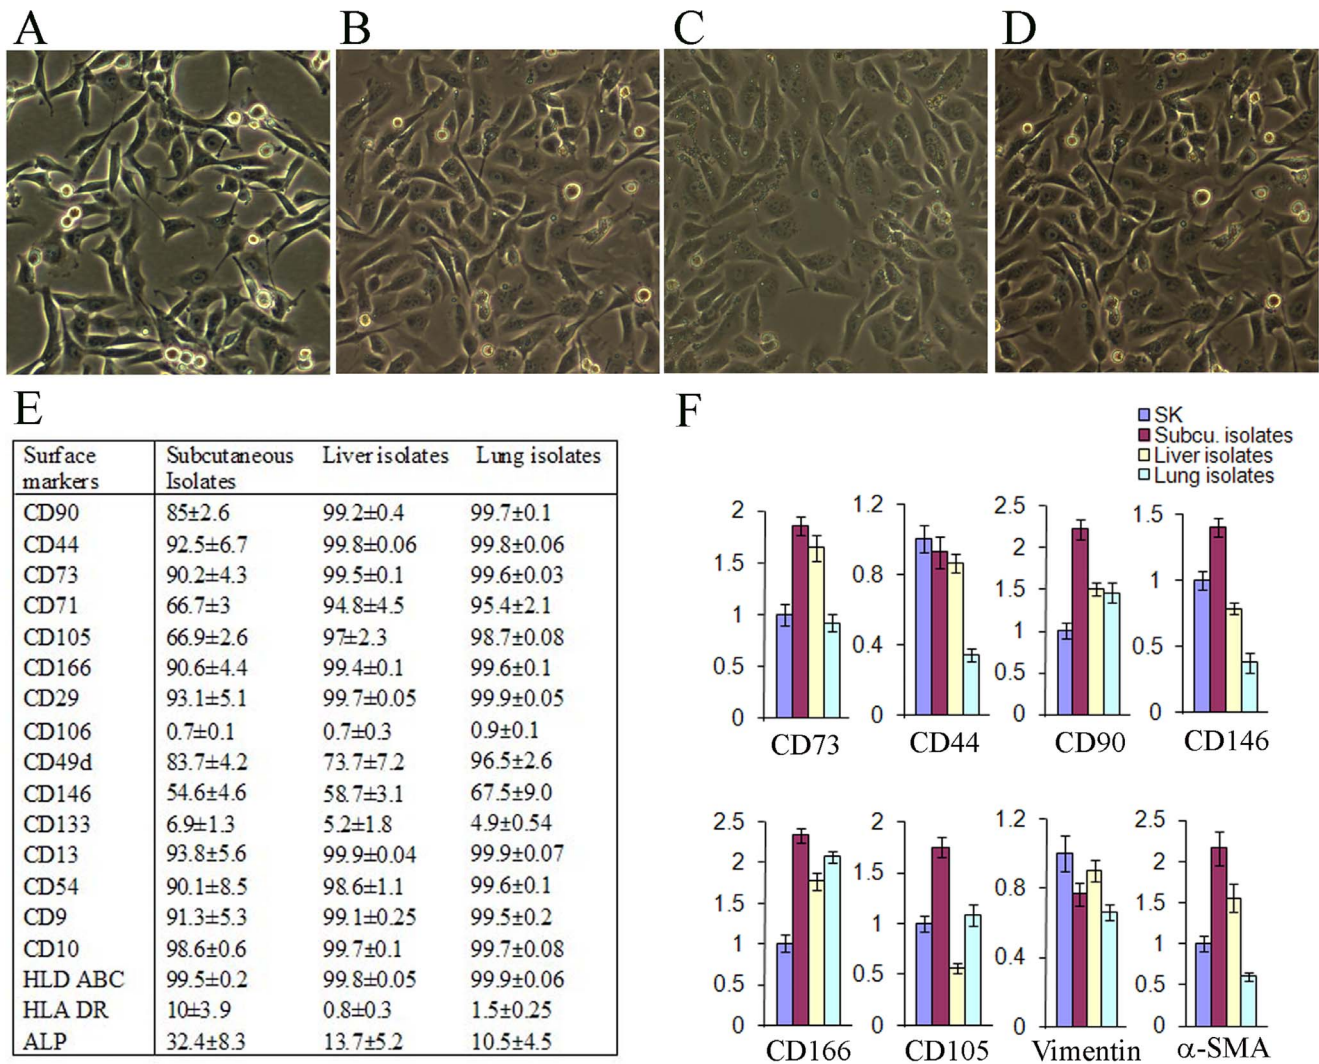 A B C D
E
Surface markers Subcutaneous Isolates Liver isolates Lung isolates
CD90 85±2.6 99.2±0.4 99.7±0.1
CD44 92.5±6.7 99.8±0.06 99.8±0.06
CD73 90.2±4.3 99.5±0.1 99.6±0.03
CD71 66.7±3 94.8±4.5 95.4±2.1
CD105 66.9±2.6 97±2.3 98.7±0.08
CD166 90.6±4.4 99.4±0.1 99.6±0.1
CD29 93.1±5.1 99.7±0.05 99.9±0.05
CD106 0.7±0.1 0.7±0.3 0.9±0.1
CD49d 83.7±4.2 73.7±7.2 96.5±2.6
CD146 54.6±4.6 58.7±3.1 67.5±9.0
CD133 6.9±1.3 5.2±1.8 4.9±0.54
CD13 93.8±5.6 99.9±0.04 99.9±0.07
CD54 90.1±8.5 98.6±1.1 99.6±0.1
CD9 91.3±5.3 99.1±0.25 99.5±0.2
CD10 98.6±0.6 99.7±0.1 99.7±0.08
HLD ABC 99.5±0.2 99.8±0.05 99.9±0.06
HLA DR 10±3.9 0.8±0.3 1.5±0.25
ALP 32.4±8.3 13.7±5.2 10.5±4.5
F
SK
Subcu. isolates
Liver isolates
Lung isolates
2
1.5
1
0.5
0
CD73
1.2
0.8
0.4
0
CD44
2.5
2
1.5
1
0.5
0
CD90
1.5
1
0.5
0
CD146
2.5
2
1.5
1
0.5
0
CD166
2
1.5
1
0.5
0
CD105
1.2
0.8
0.4
0
Vimentin
2.5
2
1.5
1
0.5
0
α-SMA